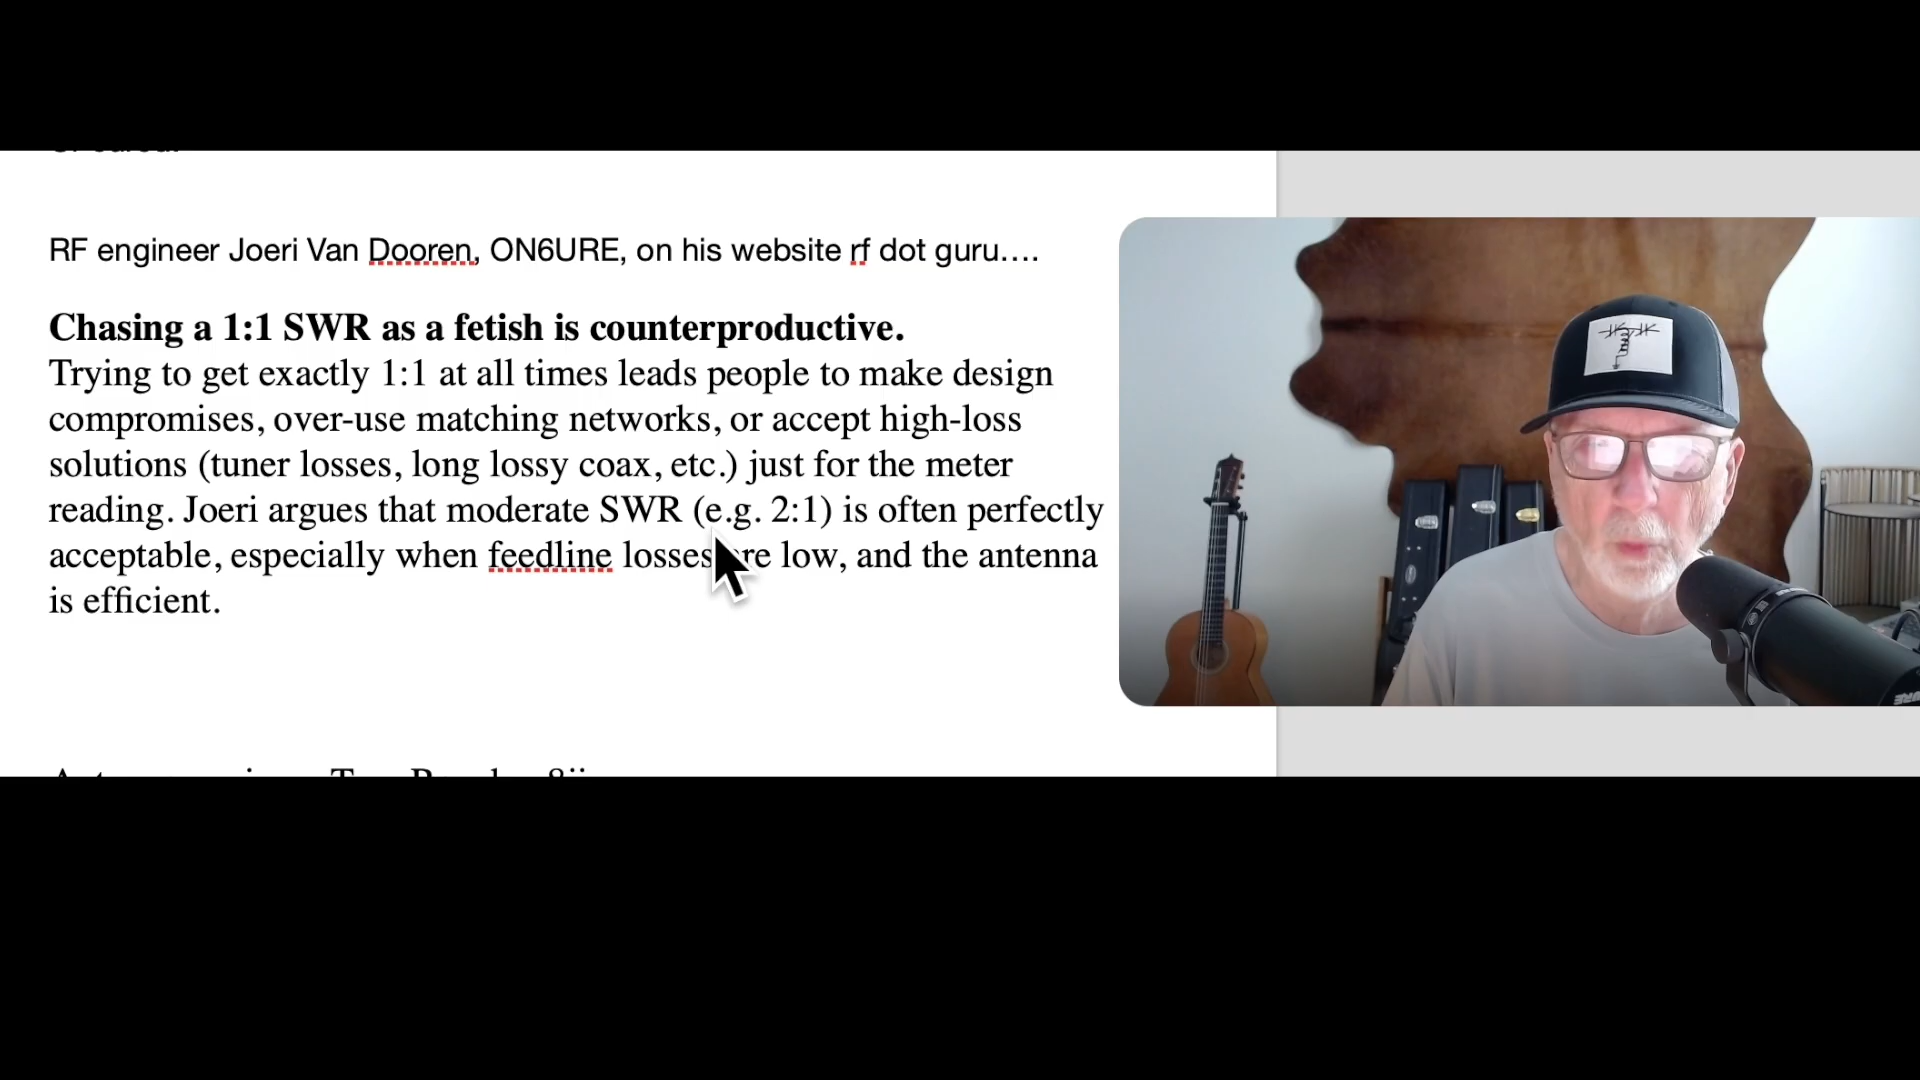 RF engineer Joeri Van Dooren, ON6URE, on his website rf dot guru….
Chasing a 1:1 SWR as a fetish is counterproductive.
Trying to get exactly 1:1 at all times leads people to make design
compromises, over-use matching networks, or accept high-loss
solutions (tuner losses, long lossy coax, etc.) just for the meter
reading. Joeri argues that moderate SWR (e.g. 2:1) is often perfectly
acceptable, especially when feedline losses are low, and the antenna
is efficient.